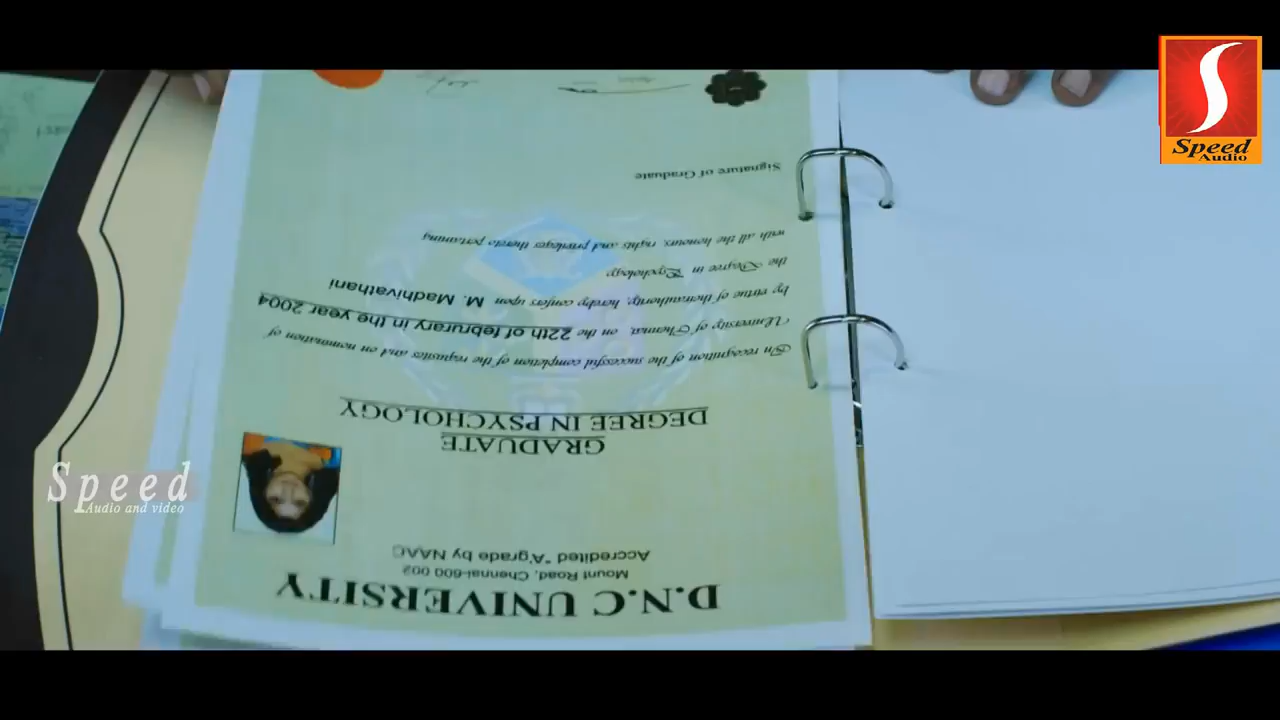 D.N.C UNIVERSITY
Mount Road, Chennai-600 002
Accredited "A'grade by NAAC
GRADUATE
DEGREE IN PSYCHOLOGY
In recognition of the successful completion of the requisites and on nomination of
University of Chennai, on the 22th of februrary in the year 2004
by virtue of theirauthority, hereby confers upon M. Madhivathani
the Degree in Psychology
with all the honours, rights and privileges thereto pertaining
Signature of Graduate
S
Speed
Audio
Speed
Audio and video